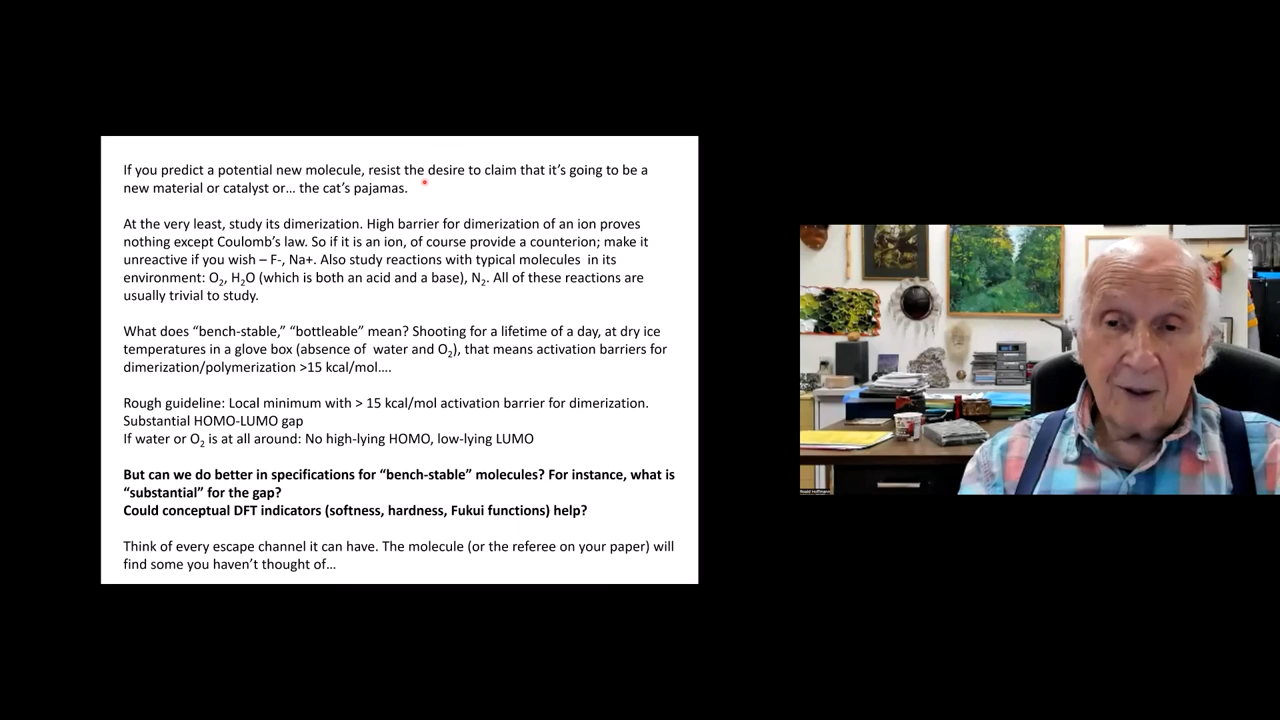 If you predict a potential new molecule, resist the desire to claim that it's going to be a
new material or catalyst or… the cat's pajamas.
At the very least, study its dimerization. High barrier for dimerization of an ion proves
nothing except Coulomb's law. So if it is an ion, of course provide a counterion; make it
unreactive if you wish – F-, Na+. Also study reactions with typical molecules in its
environment: O₂, H₂O (which is both an acid and a base), N₂. All of these reactions are
usually trivial to study.
What does “bench-stable,” “bottleable” mean? Shooting for a lifetime of a day, at dry ice
temperatures in a glove box (absence of water and O₂), that means activation barriers for
dimerization/polymerization >15 kcal/mol….
Rough guideline: Local minimum with > 15 kcal/mol activation barrier for dimerization.
Substantial HOMO-LUMO gap
If water or O₂ is at all around: No high-lying HOMO, low-lying LUMO
But can we do better in specifications for “bench-stable” molecules? For instance, what is
“substantial” for the gap?
Could conceptual DFT indicators (softness, hardness, Fukui functions) help?
Think of every escape channel it can have. The molecule (or the referee on your paper) will
find some you haven't thought of…
Roald Hoffmann